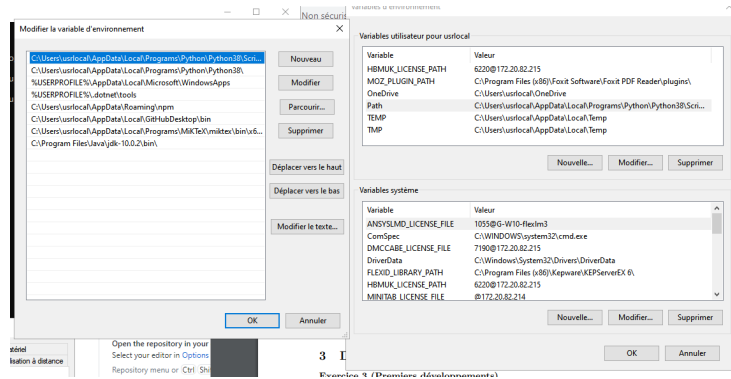 Non sécuris
Variables d'environnement
Modifier la variable d'environnement
C:\Users\usrlocal\AppData\Local\Programs\Python\Python38\Scri...
C:\Users\usrlocal\AppData\Local\Programs\Python\Python38\
%USERPROFILE%\AppData\Local\Microsoft\WindowsApps
%USERPROFILE%\.dotnet\tools
C:\Users\usrlocal\AppData\Roaming\npm
C:\Users\usrlocal\AppData\Local\GitHubDesktop\bin
C:\Users\usrlocal\AppData\Local\Programs\MiKTeX\miktex\bin\x6...
C:\Program Files\Java\jdk-10.0.2\bin\
Nouveau
Modifier
Parcourir...
Supprimer
Déplacer vers le haut
Déplacer vers le bas
Modifier le texte...
OK
Annuler
Variables utilisateur pour usrlocal
Variable Valeur
HBMUK_LICENSE_PATH 6220@172.20.82.215
MOZ_PLUGIN_PATH C:\Program Files (x86)\Foxit Software\Foxit PDF Reader\plugins\
OneDrive C:\Users\usrlocal\OneDrive
Path C:\Users\usrlocal\AppData\Local\Programs\Python\Python38\Scri...
TEMP C:\Users\usrlocal\AppData\Local\Temp
TMP C:\Users\usrlocal\AppData\Local\Temp
Nouvelle... Modifier... Supprimer
Variables système
Variable Valeur
ANSYSLMD_LICENSE_FILE 1055@G-W10-flexlm3
ComSpec C:\WINDOWS\system32\cmd.exe
DMCCABE_LICENSE_FILE 7190@172.20.82.215
DriverData C:\Windows\System32\Drivers\DriverData
FLEXID_LIBRARY_PATH C:\Program Files (x86)\Kepware\KEPServerEX 6\
HBMUK_LICENSE_PATH 6220@172.20.82.215
MINITAB LICENSE FILE @172.20.82.214
Nouvelle... Modifier... Supprimer
OK Annuler
atériel
lisation à distance
Open the repository in your
Select your editor in Options
Repository menu or Ctrl Shi
3
Exercice 3 (Premiers développements)